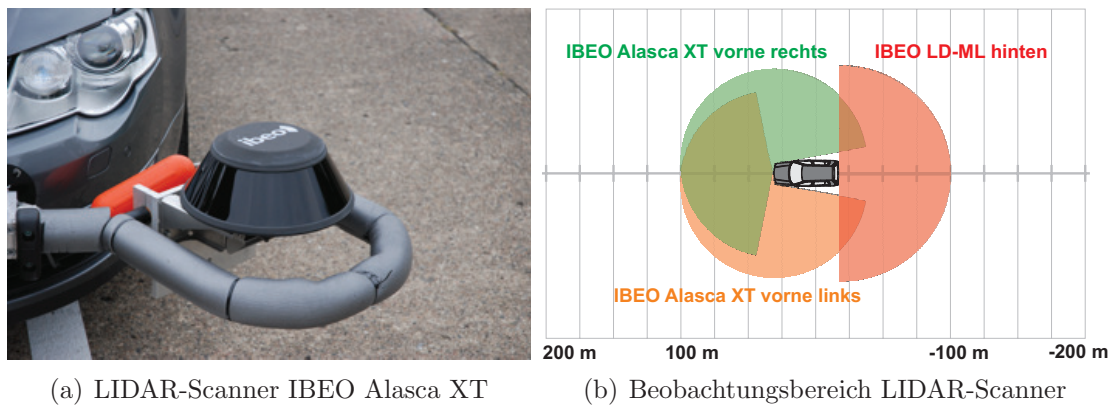 ibeo
IBEO Alasca XT vorne rechts
IBEO LD-ML hinten
IBEO Alasca XT vorne links
200 m
100 m
-100 m
-200 m
(a) LIDAR-Scanner IBEO Alasca XT
(b) Beobachtungsbereich LIDAR-Scanner